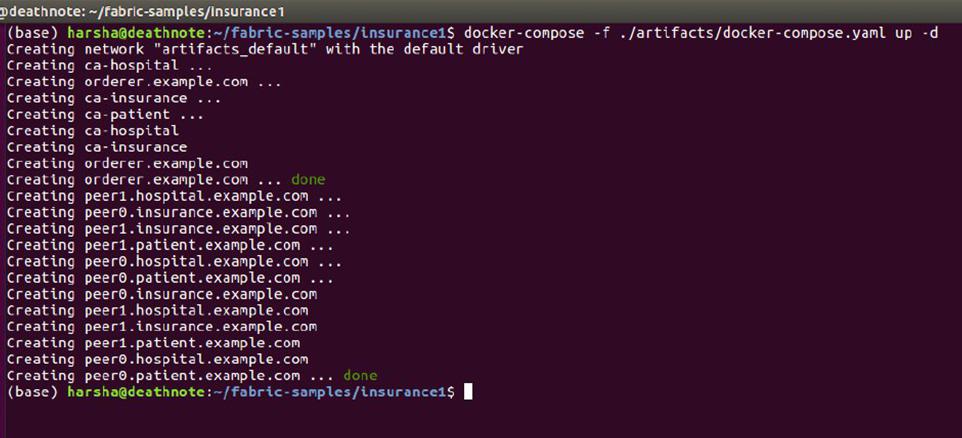 @deathnote: ~/fabric-samples/insurance1
(base) harsha@deathnote:~/fabric-samples/insurance1$ docker-compose -f ./artifacts/docker-compose.yaml up -d
Creating network "artifacts_default" with the default driver
Creating ca-hospital ...
Creating orderer.example.com ...
Creating ca-insurance ...
Creating ca-patient ...
Creating ca-hospital
Creating ca-insurance
Creating orderer.example.com
Creating orderer.example.com ... done
Creating peer1.hospital.example.com ...
Creating peer0.insurance.example.com ...
Creating peer1.insurance.example.com ...
Creating peer1.patient.example.com ...
Creating peer0.hospital.example.com ...
Creating peer0.patient.example.com ...
Creating peer0.insurance.example.com
Creating peer1.hospital.example.com
Creating peer1.insurance.example.com
Creating peer1.patient.example.com
Creating peer0.hospital.example.com
Creating peer0.patient.example.com ... done
(base) harsha@deathnote:~/fabric-samples/insurance1$